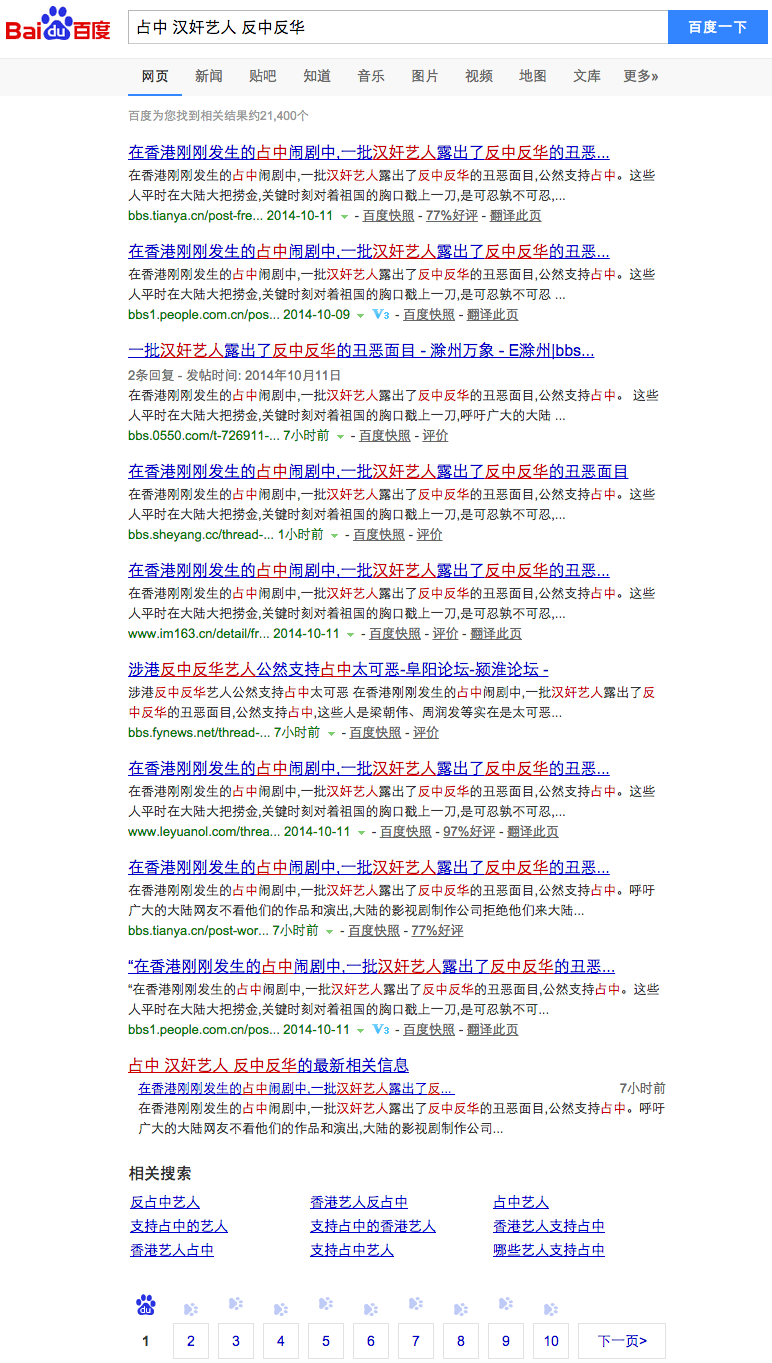 Bai du 百度
占中 汉奸艺人 反中反华
百度一下
网页 新闻 贴吧 知道 音乐 图片 视频 地图 文库 更多»
百度为您找到相关结果约21,400个
在香港刚刚发生的占中闹剧中,一批汉奸艺人露出了反中反华的丑恶...
在香港刚刚发生的占中闹剧中,一批汉奸艺人露出了反中反华的丑恶面目,公然支持占中。这些
人平时在大陆大把捞金,关键时刻对着祖国的胸口戳上一刀,是可忍孰不可忍,...
bbs.tianya.cn/post-fre... 2014-10-11 - 百度快照 - 77%好评 - 翻译此页
在香港刚刚发生的占中闹剧中,一批汉奸艺人露出了反中反华的丑恶...
在香港刚刚发生的占中闹剧中,一批汉奸艺人露出了反中反华的丑恶面目,公然支持占中。这些
人平时在大陆大把捞金,关键时刻对着祖国的胸口戳上一刀,是可忍孰不可忍 ...
bbs1.people.com.cn/pos... 2014-10-09 V3 - 百度快照 - 翻译此页
一批汉奸艺人露出了反中反华的丑恶面目 - 滁州万象 - E滁州|bbs...
2条回复 - 发帖时间: 2014年10月11日
在香港刚刚发生的占中闹剧中,一批汉奸艺人露出了反中反华的丑恶面目,公然支持占中。 这些
人平时在大陆大把捞金,关键时刻对着祖国的胸口戳上一刀,呼吁广大的大陆 ...
bbs.0550.com/t-726911-... 7小时前 - 百度快照 - 评价
在香港刚刚发生的占中闹剧中,一批汉奸艺人露出了反中反华的丑恶面目
在香港刚刚发生的占中闹剧中,一批汉奸艺人露出了反中反华的丑恶面目,公然支持占中。这些
人平时在大陆大把捞金,关键时刻对着祖国的胸口戳上一刀,是可忍孰不可忍,...
bbs.sheyang.cc/thread-... 1小时前 - 百度快照 - 评价
在香港刚刚发生的占中闹剧中,一批汉奸艺人露出了反中反华的丑恶...
在香港刚刚发生的占中闹剧中,一批汉奸艺人露出了反中反华的丑恶面目,公然支持占中。这些
人平时在大陆大把捞金,关键时刻对着祖国的胸口戳上一刀,是可忍孰不可忍,...
www.im163.cn/detail/fr... 2014-10-11 - 百度快照 - 评价 - 翻译此页
涉港反中反华艺人公然支持占中太可恶-阜阳论坛-颍淮论坛 -
涉港反中反华艺人公然支持占中太可恶 在香港刚刚发生的占中闹剧中,一批汉奸艺人露出了反
中反华的丑恶面目,公然支持占中,这些人是梁朝伟、周润发等实在是太可恶...
bbs.fynews.net/thread-... 7小时前 - 百度快照 - 评价
在香港刚刚发生的占中闹剧中,一批汉奸艺人露出了反中反华的丑恶...
在香港刚刚发生的占中闹剧中,一批汉奸艺人露出了反中反华的丑恶面目,公然支持占中。这些
人平时在大陆大把捞金,关键时刻对着祖国的胸口戳上一刀,是可忍孰不可忍,...
www.leyuanol.com/threa... 2014-10-11 - 百度快照 - 97%好评 - 翻译此页
在香港刚刚发生的占中闹剧中,一批汉奸艺人露出了反中反华的丑恶...
在香港刚刚发生的占中闹剧中,一批汉奸艺人露出了反中反华的丑恶面目,公然支持占中。呼吁
广大的大陆网友不看他们的作品和演出,大陆的影视剧制作公司拒绝他们来大陆...
bbs.tianya.cn/post-wor... 7小时前 - 百度快照 - 77%好评
“在香港刚刚发生的占中闹剧中,一批汉奸艺人露出了反中反华的丑恶...
“在香港刚刚发生的占中闹剧中,一批汉奸艺人露出了反中反华的丑恶面目,公然支持占中。这些
人平时在大陆大把捞金,关键时刻对着祖国的胸口戳上一刀,是可忍孰不可...
bbs1.people.com.cn/pos... 2014-10-11 V3 - 百度快照 - 翻译此页
占中 汉奸艺人 反中反华的最新相关信息
在香港刚刚发生的占中闹剧中,一批汉奸艺人露出了反... 7小时前
在香港刚刚发生的占中闹剧中,一批汉奸艺人露出了反中反华的丑恶面目,公然支持占中。呼吁
广大的大陆网友不看他们的作品和演出,大陆的影视剧制作公司...
相关搜索
反占中艺人 香港艺人反占中 占中艺人
支持占中的艺人 支持占中的香港艺人 香港艺人支持占中
香港艺人占中 支持占中艺人 哪些艺人支持占中
du
1 2 3 4 5 6 7 8 9 10 下一页>